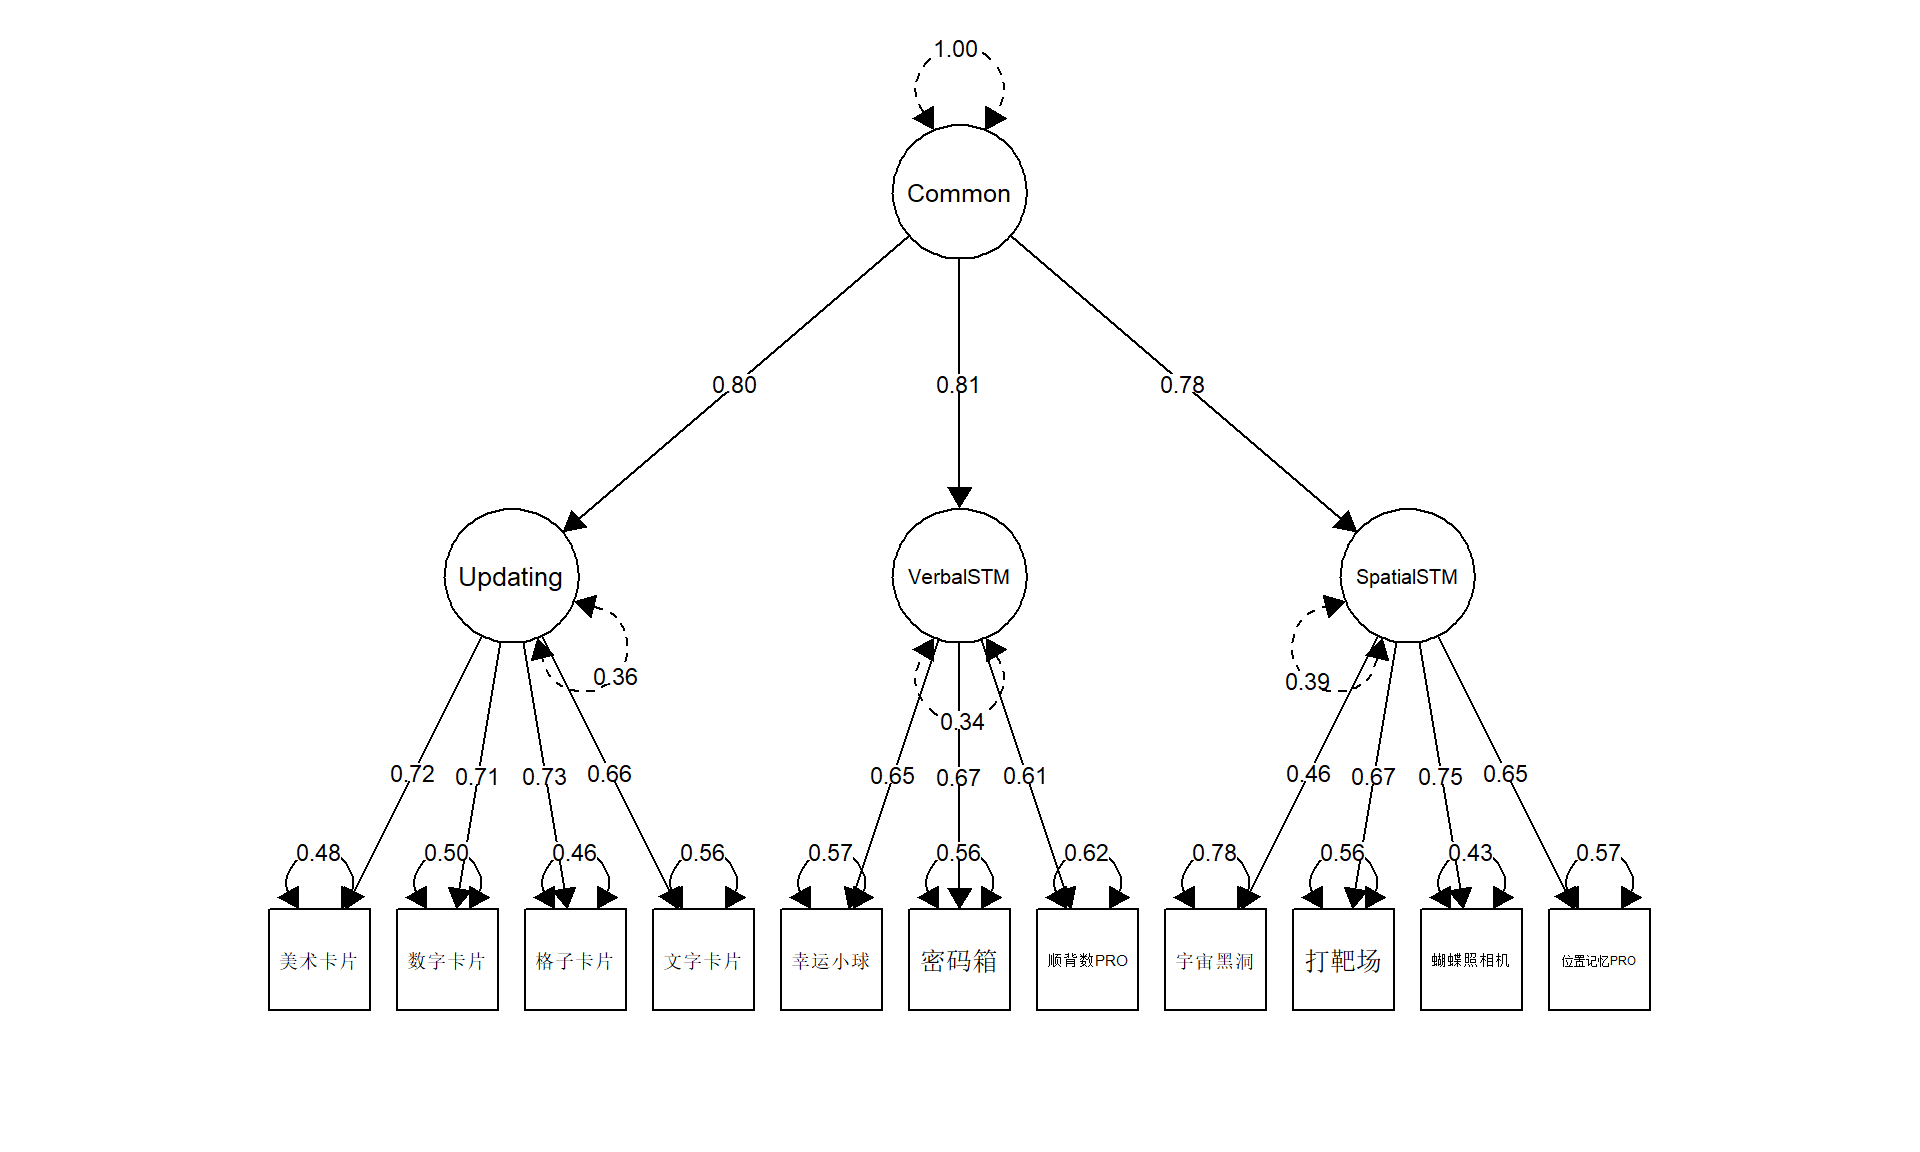 1.00
Common
0.80 0.81 0.78
Updating VerbalSTM SpatialSTM
0.36 0.34 0.39
0.72 0.71 0.73 0.66 0.65 0.67 0.61 0.46 0.67 0.75 0.65
0.48 0.50 0.46 0.56 0.57 0.56 0.62 0.78 0.56 0.43 0.57
美术卡片 数字卡片 格子卡片 文字卡片 幸运小球 密码箱 顺背数PRO 宇宙黑洞 打靶场 蝴蝶照相机 位置记忆PRO